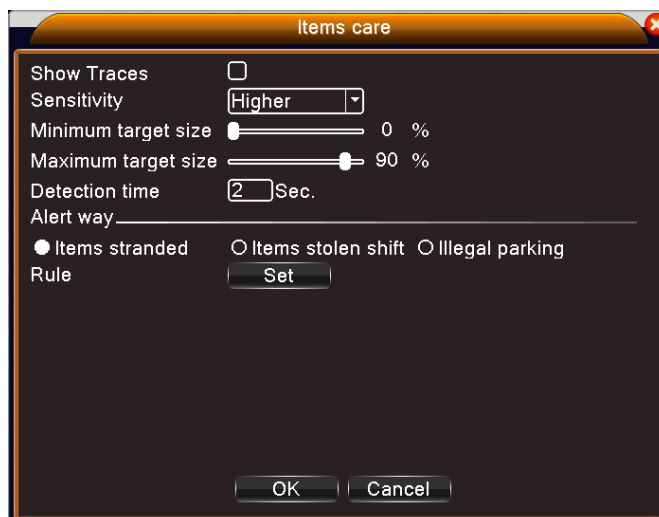 Items care
Show Traces
Sensitivity Higher
Minimum target size 0 %
Maximum target size 90 %
Detection time 2 Sec.
Alert way
Items stranded Items stolen shift Illegal parking
Rule Set
OK Cancel